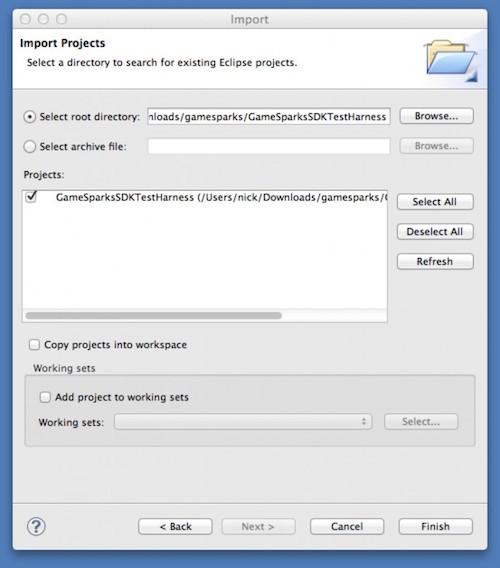 Import
Import Projects
Select a directory to search for existing Eclipse projects.
Select root directory: nloads/gamesparks/GameSparksSDKTestHarness Browse...
Select archive file: Browse...
Projects:
GameSparksSDKTestHarness (/Users/nick/Downloads/gamesparks/
Select All
Deselect All
Refresh
Copy projects into workspace
Working sets
Add project to working sets
Working sets: Select...
? < Back Next > Cancel Finish